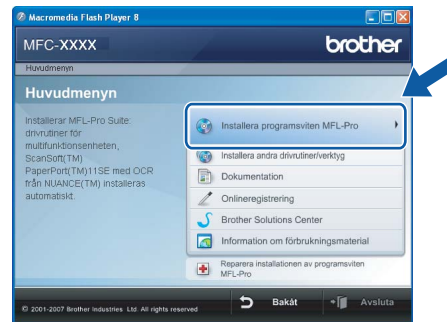 Macromedia Flash Player 8
MFC-XXXX
brother
Huvudmenyn
Huvudmenyn
Installerar MFL-Pro Suite:
drivrutiner för
multifunktionsenheten,
ScanSoft(TM)
PaperPort(TM)11SE med OCR
från NUANCE(TM) installeras
automatiskt.
Installera programsviten MFL-Pro
Installera andra drivrutiner/verktyg
Dokumentation
Onlineregistrering
Brother Solutions Center
Information om förbrukningsmaterial
Reparera installationen av programsviten
MFL-Pro
© 2001-2007 Brother Industries Ltd. All rights reserved
Bakåt
Avsluta